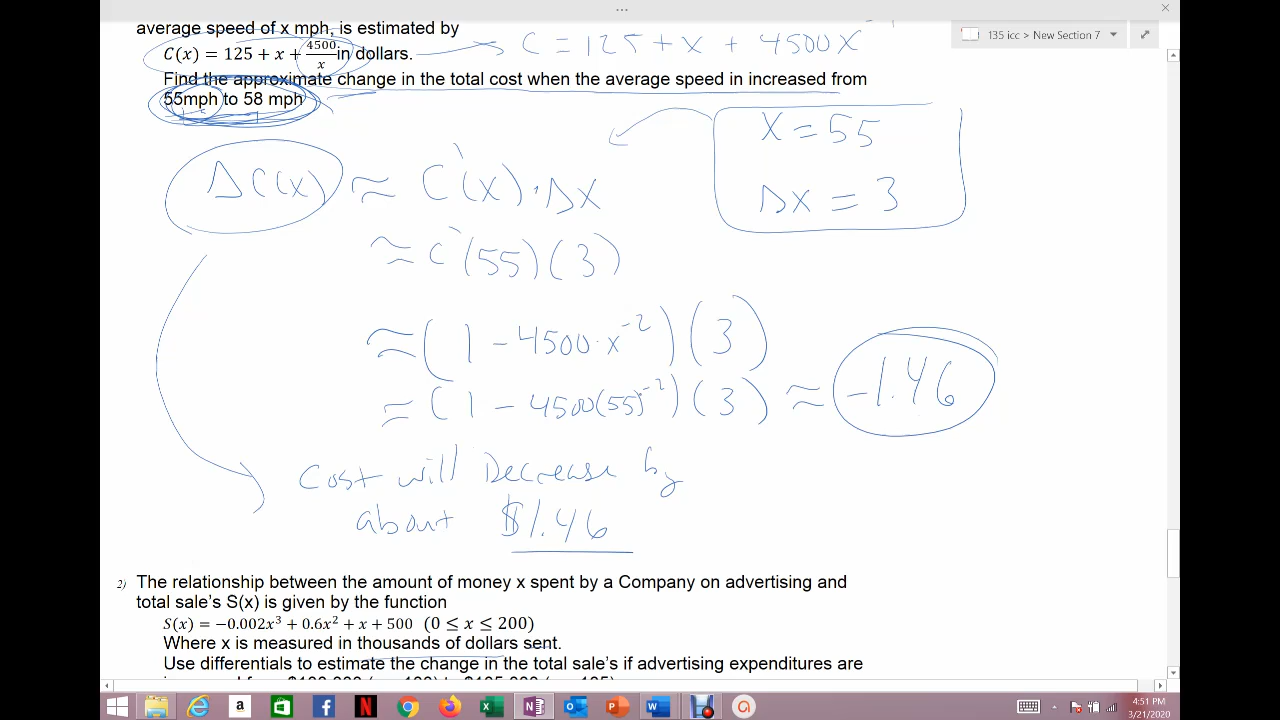 average speed of x mph, is estimated by
C(x) = 125 + x + 4500/x in dollars.
C = 125 + x + 4500x
Find the approximate change in the total cost when the average speed in increased from
55mph to 58 mph
135 icc > New Section 7
x = 55
Δx = 3
ΔC(x) ≈ C'(x)·Δx
≈ C'(55)(3)
≈ (1 - 4500·x⁻²)(3)
≈ (1 - 4500(55)⁻²)(3) ≈ -1.46
Cost will Decrease by
about $1.46
2) The relationship between the amount of money x spent by a Company on advertising and
total sale's S(x) is given by the function
S(x) = −0.002x³ + 0.6x² + x + 500 (0 ≤ x ≤ 200)
Where x is measured in thousands of dollars sent.
Use differentials to estimate the change in the total sale's if advertising expenditures are
4:51 PM
3/21/2020